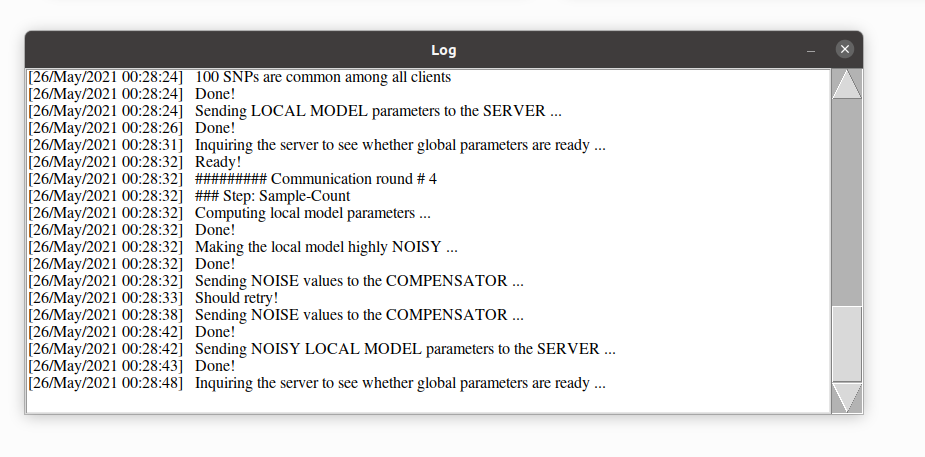 Log
[26/May/2021 00:28:24] 100 SNPs are common among all clients
[26/May/2021 00:28:24] Done!
[26/May/2021 00:28:24] Sending LOCAL MODEL parameters to the SERVER ...
[26/May/2021 00:28:26] Done!
[26/May/2021 00:28:31] Inquiring the server to see whether global parameters are ready ...
[26/May/2021 00:28:32] Ready!
[26/May/2021 00:28:32] ######### Communication round # 4
[26/May/2021 00:28:32] ### Step: Sample-Count
[26/May/2021 00:28:32] Computing local model parameters ...
[26/May/2021 00:28:32] Done!
[26/May/2021 00:28:32] Making the local model highly NOISY ...
[26/May/2021 00:28:32] Done!
[26/May/2021 00:28:32] Sending NOISE values to the COMPENSATOR ...
[26/May/2021 00:28:33] Should retry!
[26/May/2021 00:28:38] Sending NOISE values to the COMPENSATOR ...
[26/May/2021 00:28:42] Done!
[26/May/2021 00:28:42] Sending NOISY LOCAL MODEL parameters to the SERVER ...
[26/May/2021 00:28:43] Done!
[26/May/2021 00:28:48] Inquiring the server to see whether global parameters are ready ...